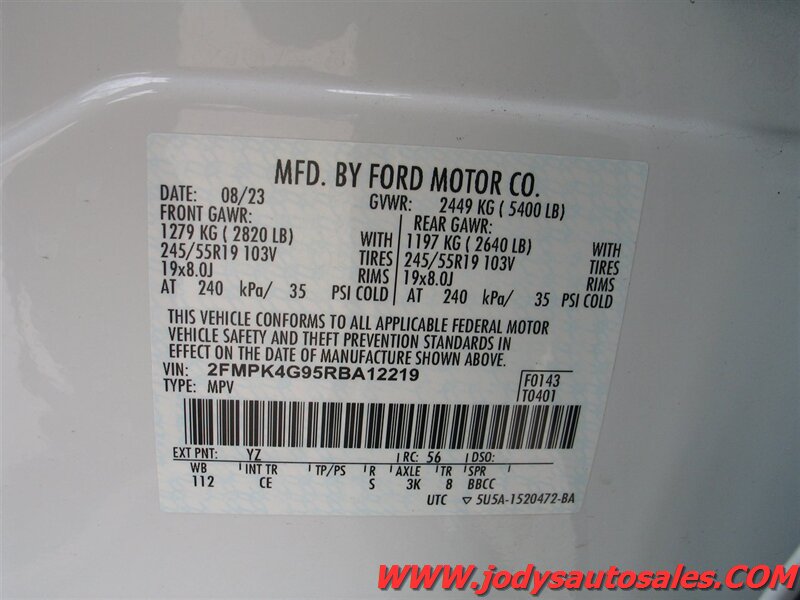 MFD. BY FORD MOTOR CO.
DATE: 08/23 GVWR: 2449 KG ( 5400 LB)
FRONT GAWR: REAR GAWR:
1279 KG ( 2820 LB) WITH 1197 KG ( 2640 LB) WITH
245/55R19 103V TIRES 245/55R19 103V TIRES
19x8.0J RIMS 19x8.0J RIMS
AT 240 kPa/ 35 PSI COLD AT 240 kPa/ 35 PSI COLD
THIS VEHICLE CONFORMS TO ALL APPLICABLE FEDERAL MOTOR
VEHICLE SAFETY AND THEFT PREVENTION STANDARDS IN
EFFECT ON THE DATE OF MANUFACTURE SHOWN ABOVE.
VIN: 2FMPK4G95RBA12219 F0143
TYPE: MPV T0401
EXT PNT: YZ RC: 56 DSO:
WB INT TR TP/PS R AXLE TR SPR
112 CE S 3K 8 BBCC
UTC ▽ 5U5A-1520472-BA
www.jodysautosales.COM